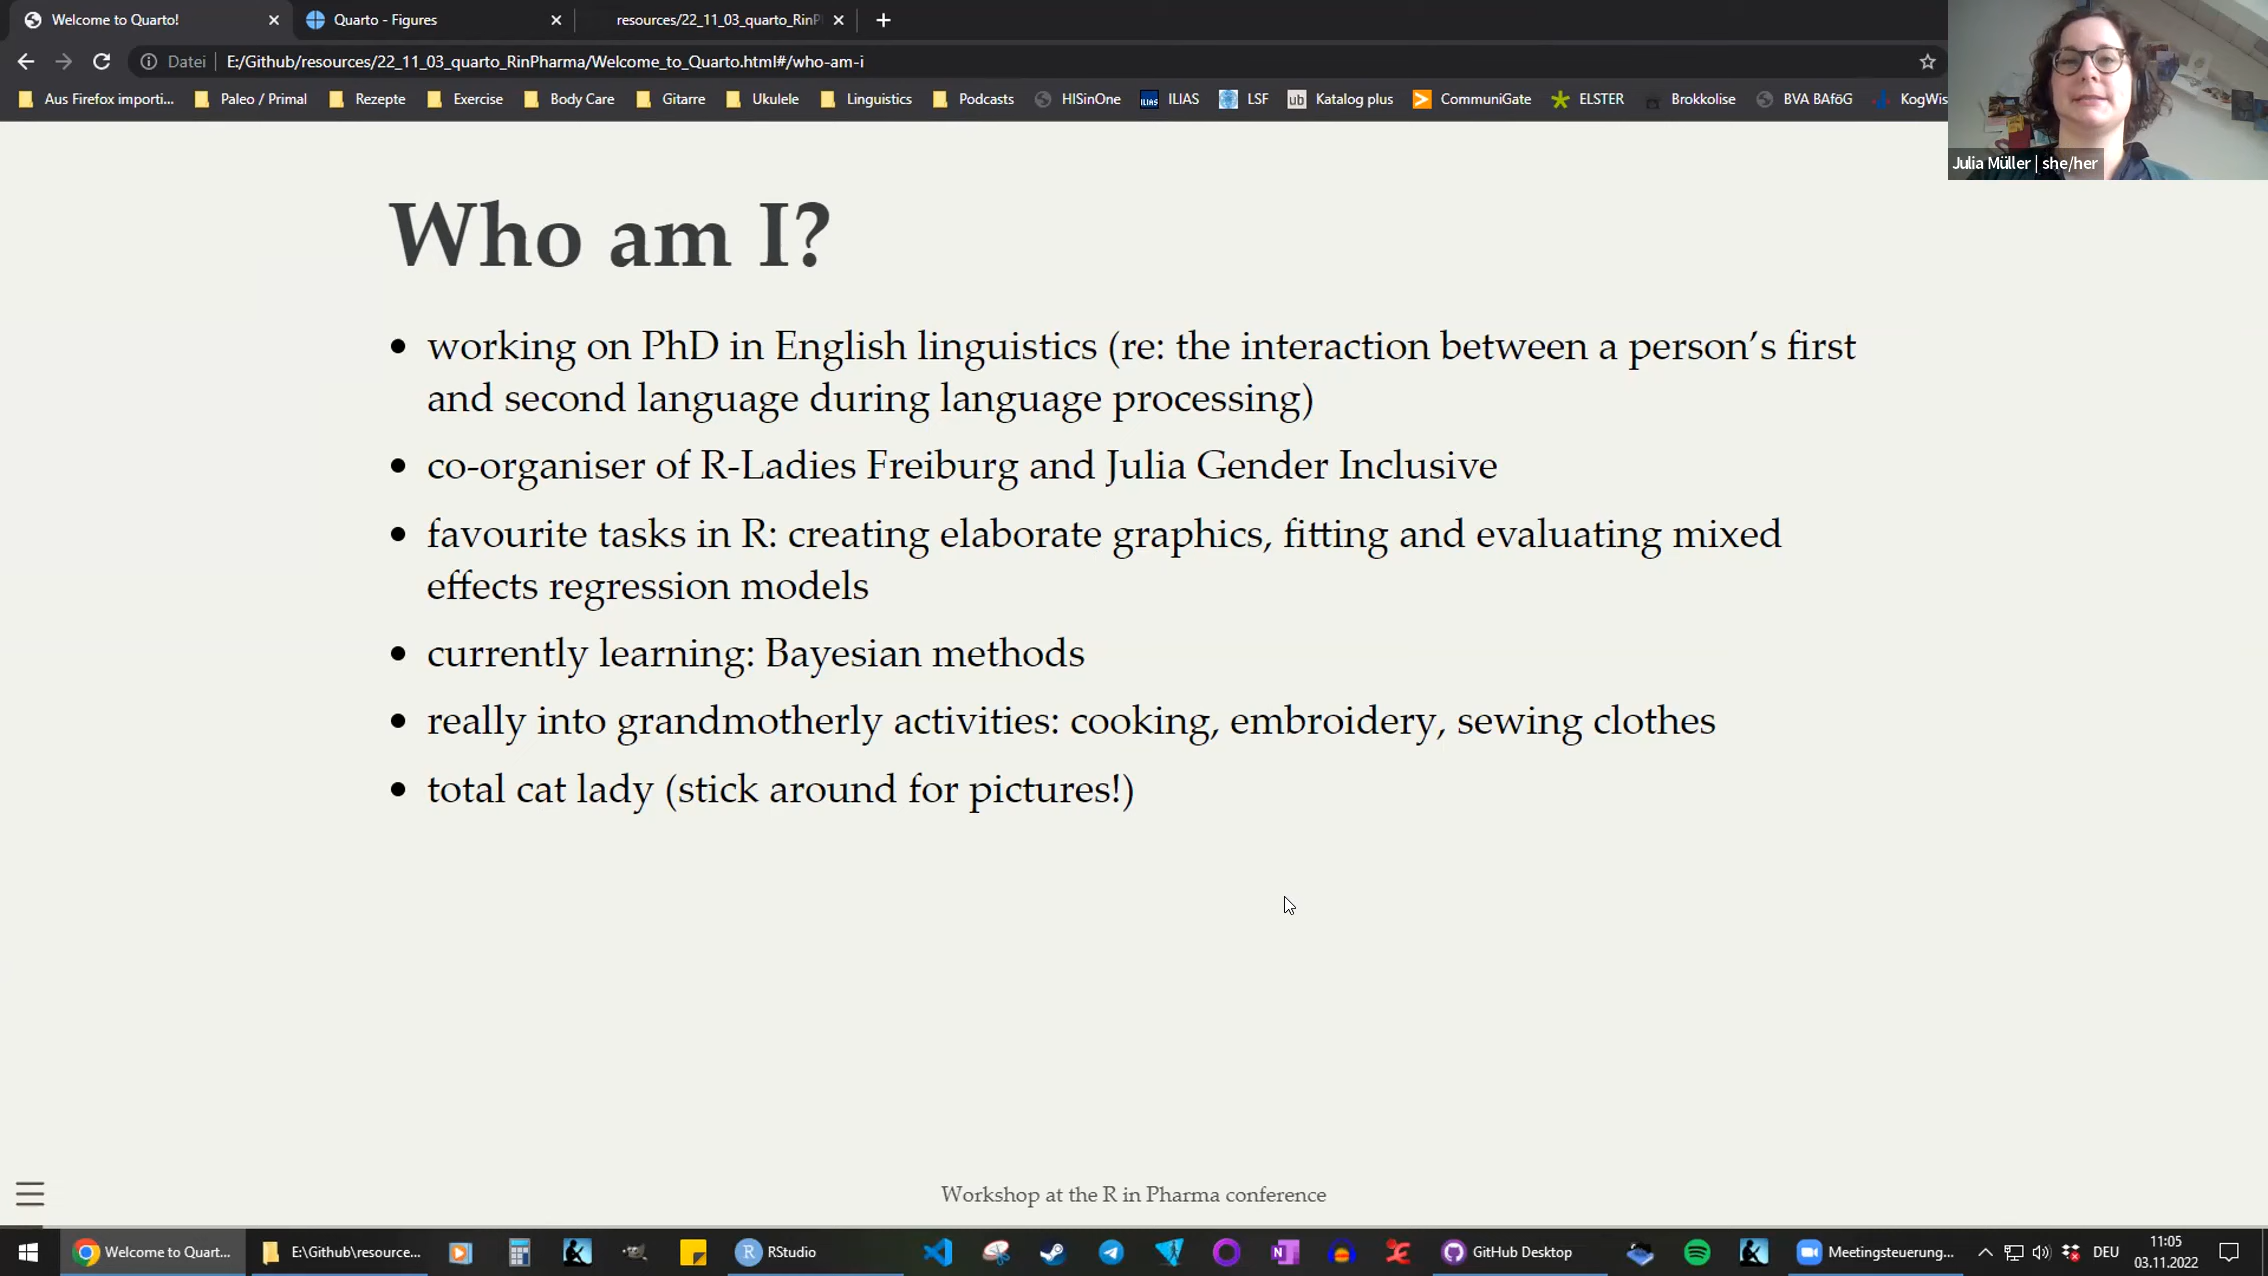 Welcome to Quarto!
Quarto - Figures
resources/22_11_03_quarto_RinP
Datei
E:/Github/resources/22_11_03_quarto_RinPharma/Welcome_to_Quarto.html#/who-am-i
Aus Firefox importi...
Paleo / Primal
Rezepte
Exercise
Body Care
Gitarre
Ukulele
Linguistics
Podcasts
HISinOne
ILIAS
ILIAS
LSF
ub
Katalog plus
CommuniGate
ELSTER
Brokkolise
BVA BAföG
KogWis
Julia Müller | she/her
Who am I?
• working on PhD in English linguistics (re: the interaction between a person’s first
and second language during language processing)
• co-organiser of R-Ladies Freiburg and Julia Gender Inclusive
• favourite tasks in R: creating elaborate graphics, fitting and evaluating mixed
effects regression models
• currently learning: Bayesian methods
• really into grandmotherly activities: cooking, embroidery, sewing clothes
• total cat lady (stick around for pictures!)
Workshop at the R in Pharma conference
Welcome to Quart...
E:\Github\resource...
R
RStudio
N
GitHub Desktop
Meetingsteuerung...
DEU
11:05
03.11.2022